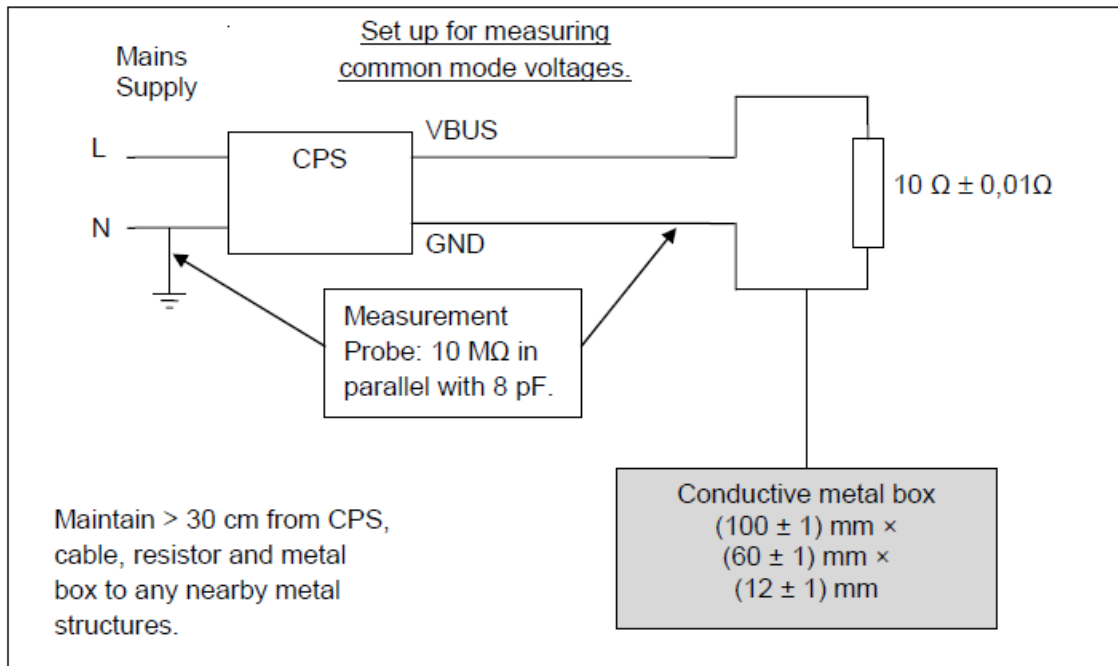 Set up for measuring
common mode voltages.
Mains
Supply
VBUS
L
CPS
10 Ω ± 0,01Ω
N
GND
Measurement
Probe: 10 MΩ in
parallel with 8 pF.
Maintain > 30 cm from CPS,
cable, resistor and metal
box to any nearby metal
structures.
Conductive metal box
(100 ± 1) mm ×
(60 ± 1) mm ×
(12 ± 1) mm